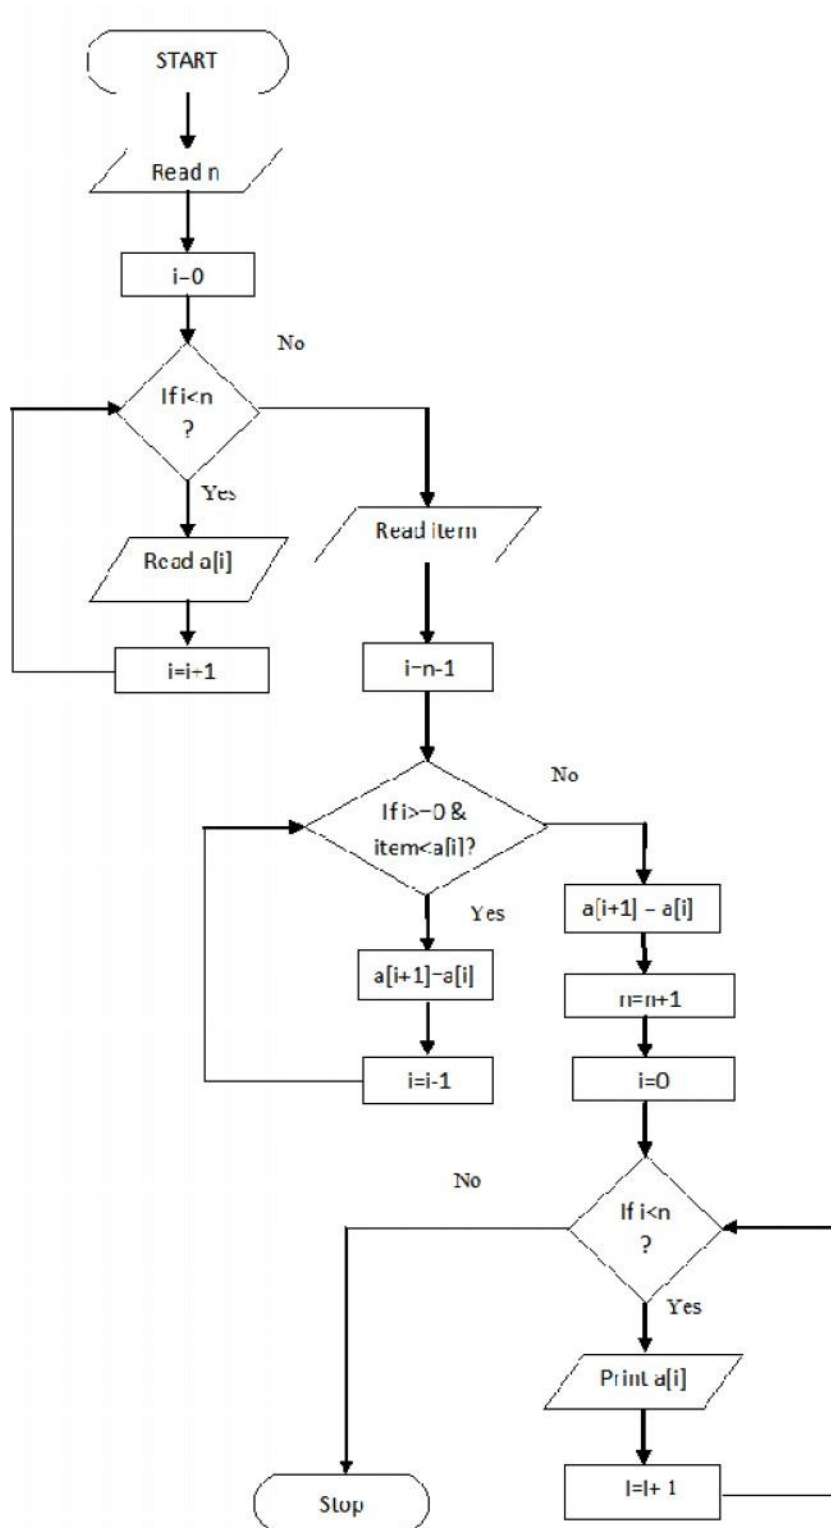 START
Read n
i=0
No
If i<n
?
Yes
Read a[i]
i=i+1
Read item
i=n-1
No
If i>=0 &
item<a[i]?
Yes
a[i+1]=a[i]
i=i-1
a[i+1] = a[i]
n=n+1
i=0
No
If i<n
?
Yes
Print a[i]
I=I+ 1
Stop